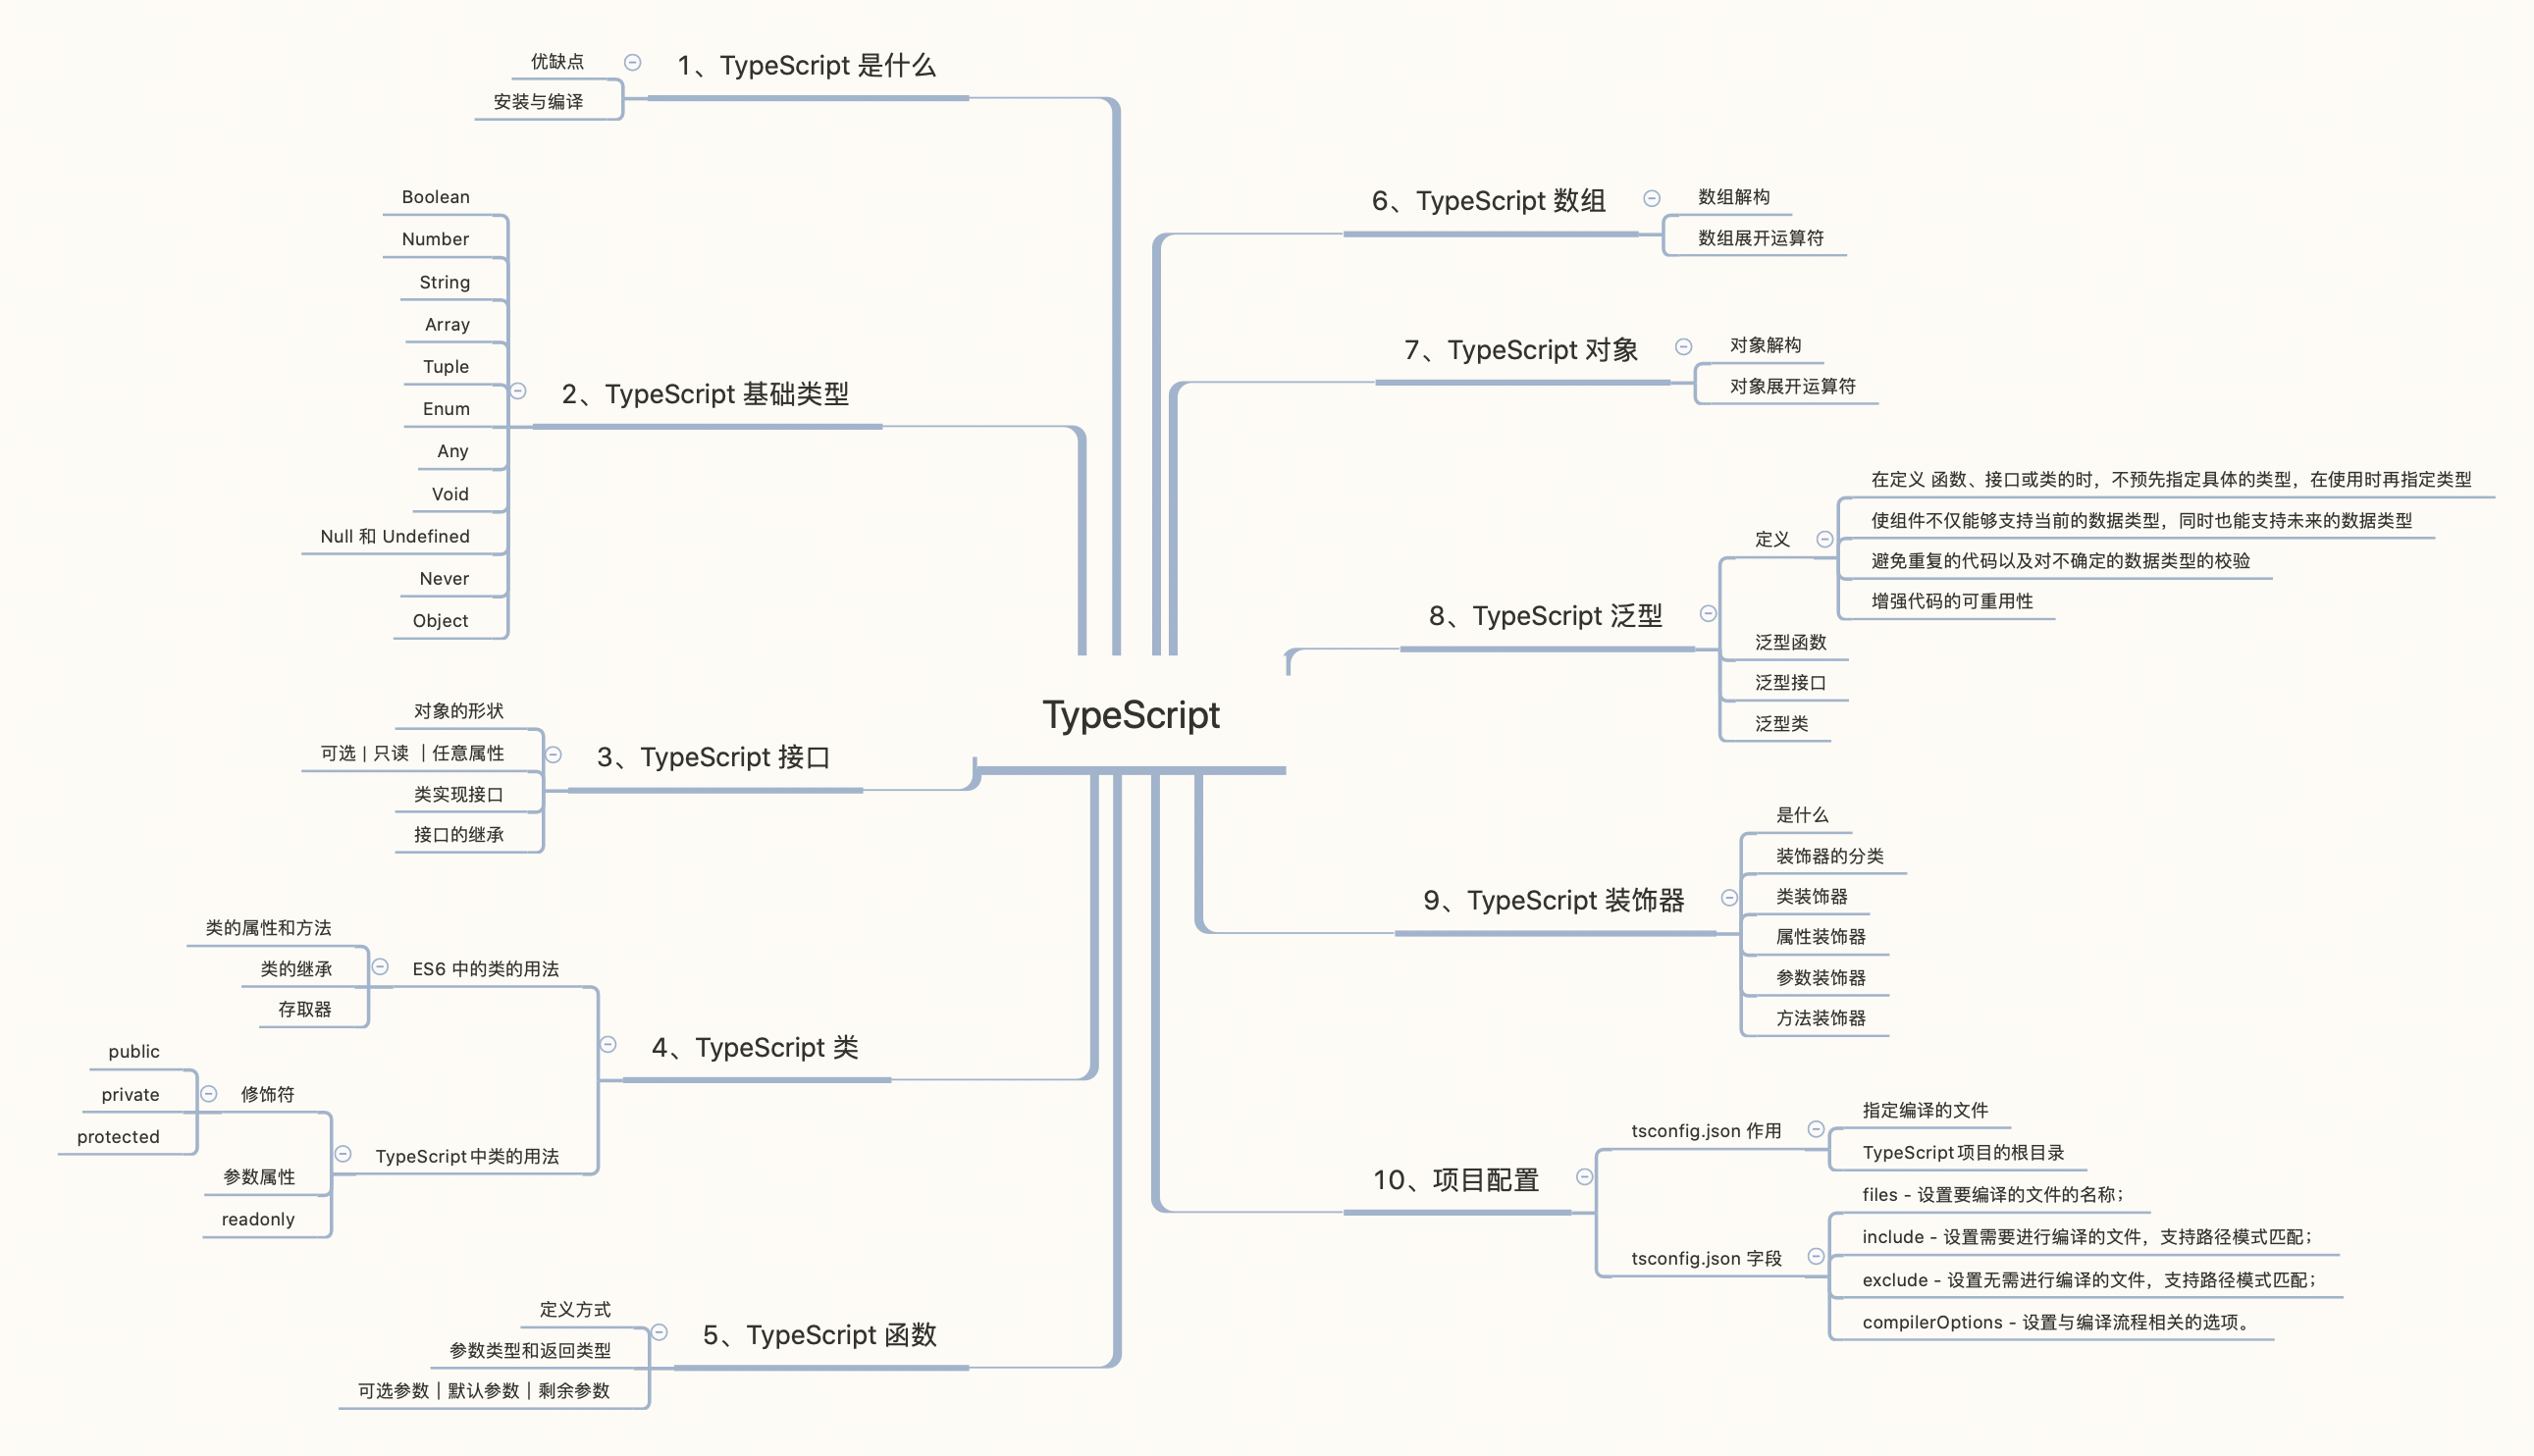 TypeScript
1、TypeScript 是什么
优缺点
安装与编译
2、TypeScript 基础类型
Boolean
Number
String
Array
Tuple
Enum
Any
Void
Null 和 Undefined
Never
Object
3、TypeScript 接口
对象的形状
可选 | 只读 ｜任意属性
类实现接口
接口的继承
4、TypeScript 类
ES6 中的类的用法
类的属性和方法
类的继承
存取器
TypeScript中类的用法
修饰符
public
private
protected
参数属性
readonly
5、TypeScript 函数
定义方式
参数类型和返回类型
可选参数｜默认参数｜剩余参数
6、TypeScript 数组
数组解构
数组展开运算符
7、TypeScript 对象
对象解构
对象展开运算符
8、TypeScript 泛型
定义
在定义 函数、接口或类的时，不预先指定具体的类型，在使用时再指定类型
使组件不仅能够支持当前的数据类型，同时也能支持未来的数据类型
避免重复的代码以及对不确定的数据类型的校验
增强代码的可重用性
泛型函数
泛型接口
泛型类
9、TypeScript 装饰器
是什么
装饰器的分类
类装饰器
属性装饰器
参数装饰器
方法装饰器
10、项目配置
tsconfig.json 作用
指定编译的文件
TypeScript项目的根目录
tsconfig.json 字段
files - 设置要编译的文件的名称；
include - 设置需要进行编译的文件，支持路径模式匹配；
exclude - 设置无需进行编译的文件，支持路径模式匹配；
compilerOptions - 设置与编译流程相关的选项。